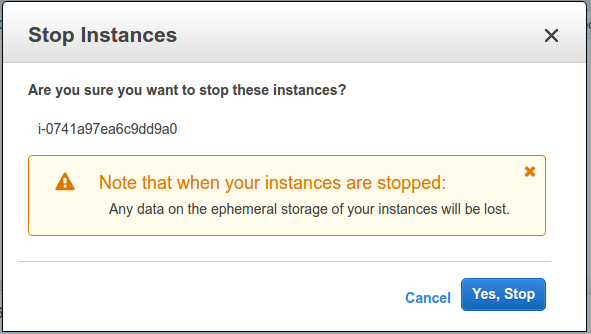 Stop Instances
Are you sure you want to stop these instances?
i-0741a97ea6c9dd9a0
Note that when your instances are stopped:
Any data on the ephemeral storage of your instances will be lost.
Cancel
Yes, Stop